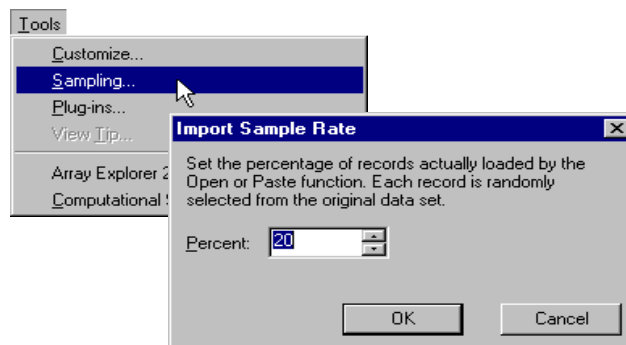 Tools
Customize...
Sampling...
Plug-ins...
View Tip...
Array Explorer 2
Computational
Import Sample Rate
Set the percentage of records actually loaded by the
Open or Paste function. Each record is randomly
selected from the original data set.
Percent: 20
OK Cancel